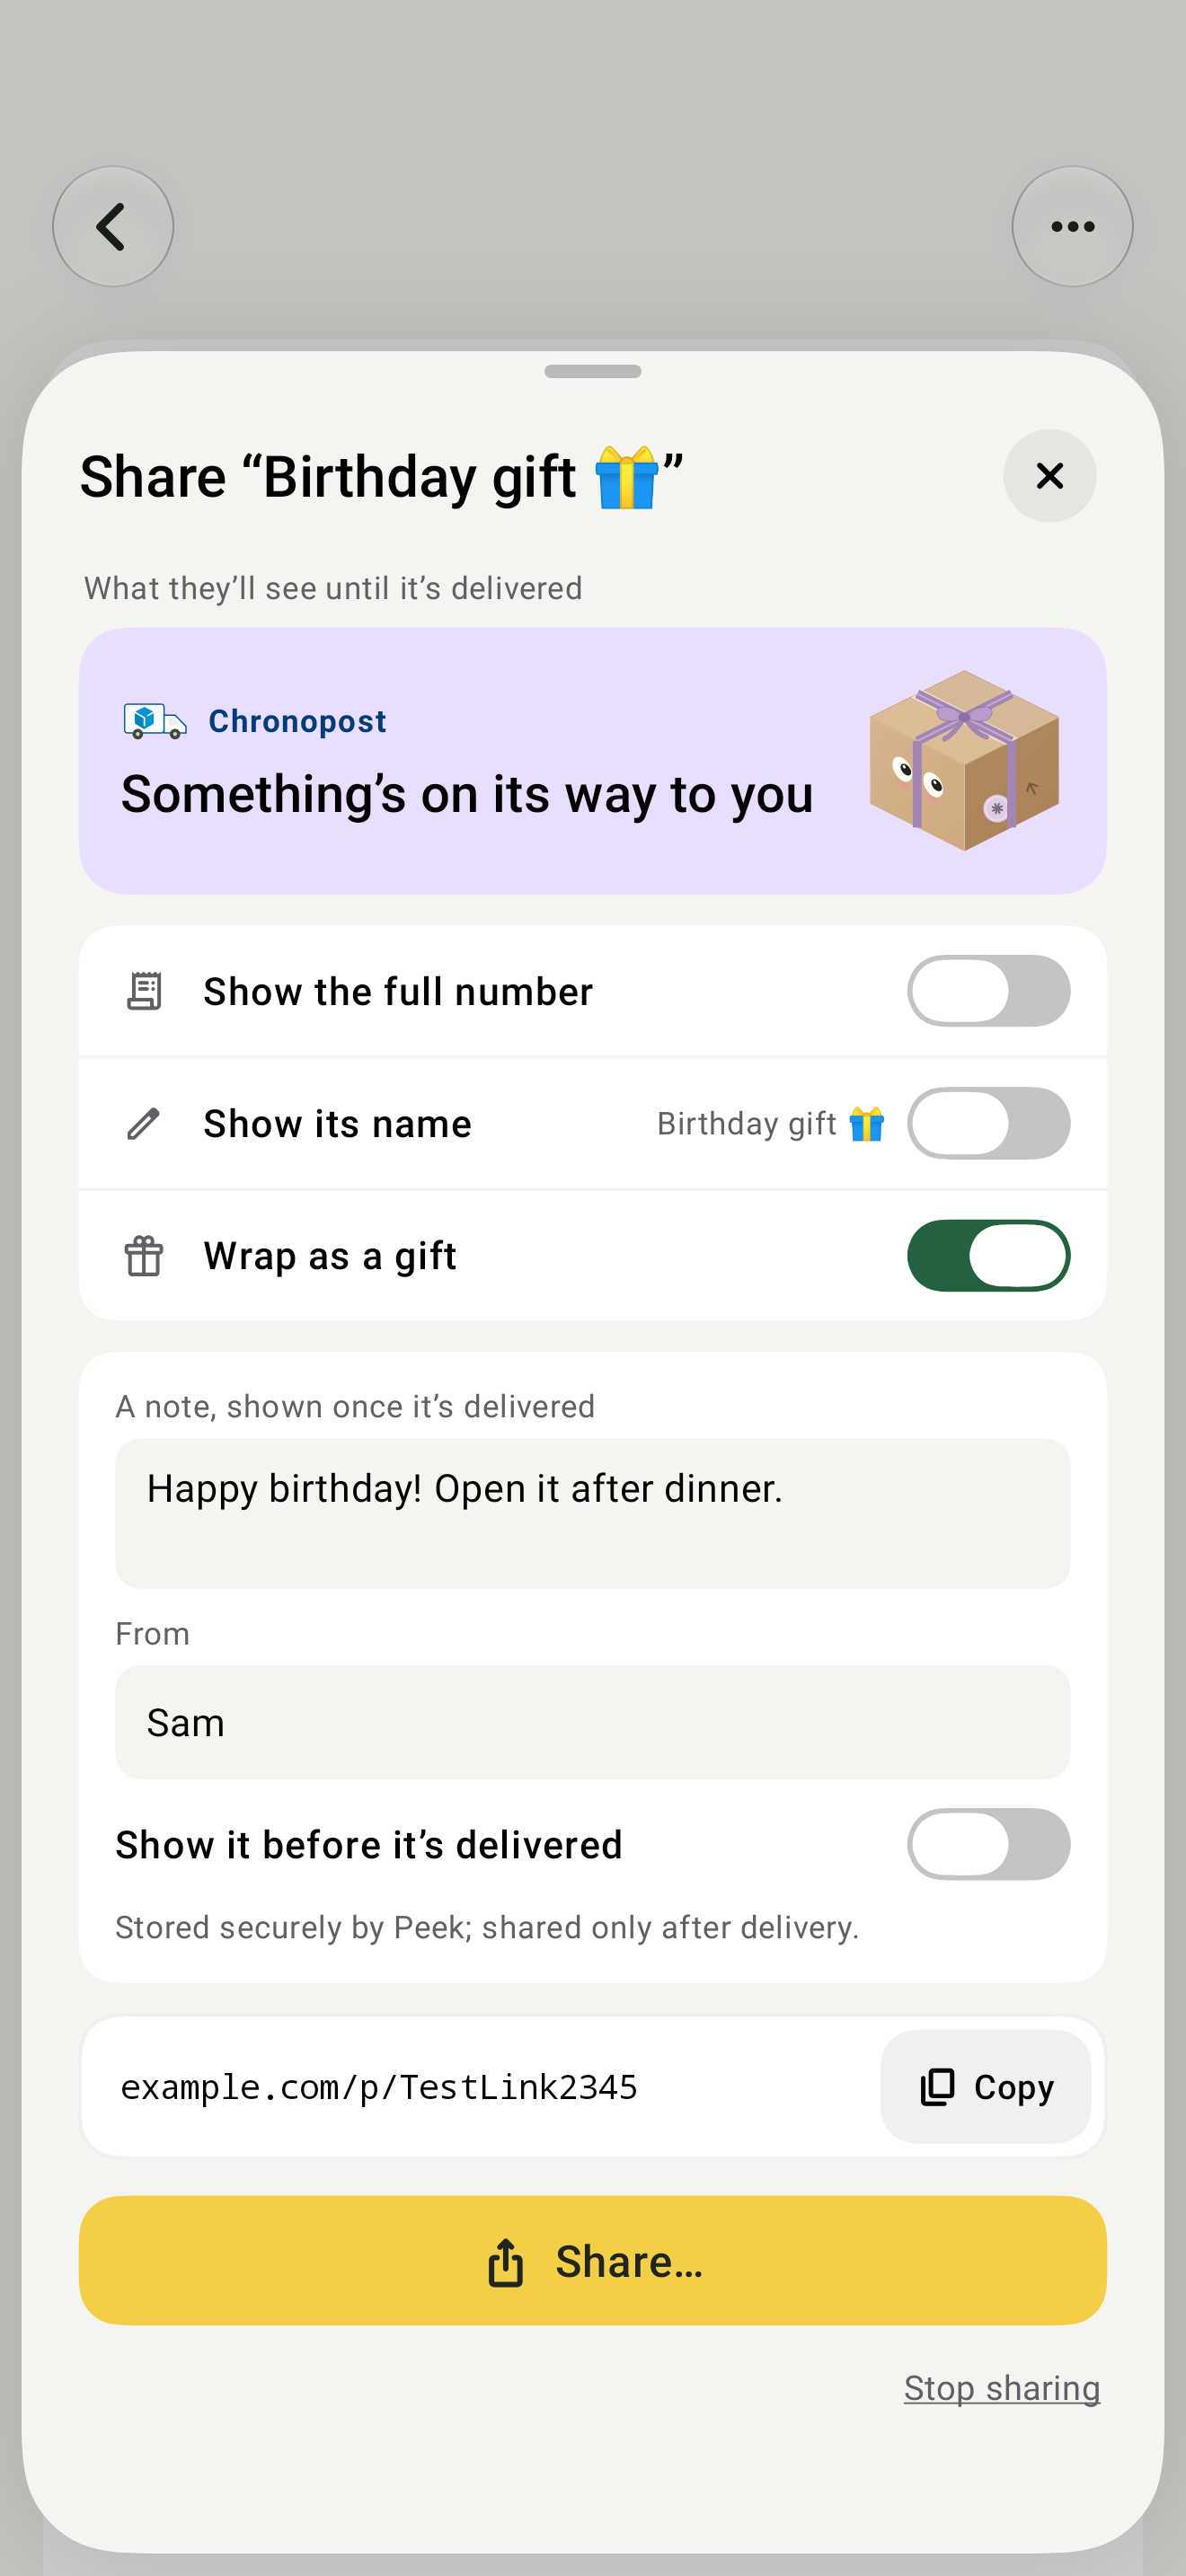 Share “Birthday gift 🎁”
What they’ll see until it’s delivered
Chronopost
Something’s on its way to you
Show the full number
Show its name
Birthday gift 🎁
Wrap as a gift
A note, shown once it’s delivered
Happy birthday! Open it after dinner.
From
Sam
Show it before it’s delivered
Stored securely by Peek; shared only after delivery.
example.com/p/TestLink2345
Copy
Share…
Stop sharing